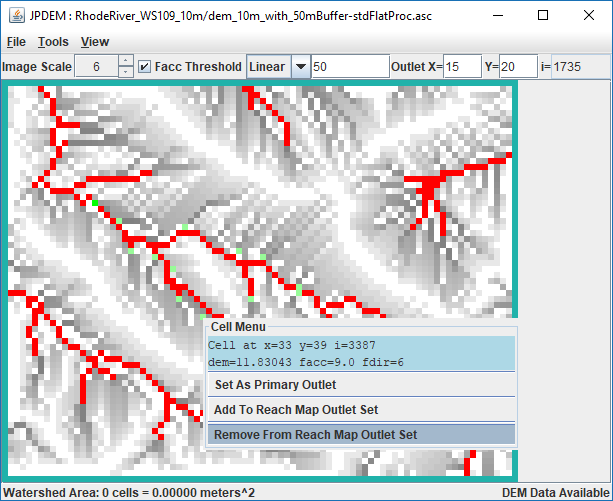 JPDEM : RhodeRiver_WS109_10m/dem_10m_with_50mBuffer-stdFlatProc.asc
File Tools View
Image Scale 6 Facc Threshold Linear 50 Outlet X= 15 Y= 20 i= 1735
Cell Menu
Cell at x=33 y=39 i=3387
dem=11.83043 facc=9.0 fdir=6
Set As Primary Outlet
Add To Reach Map Outlet Set
Remove From Reach Map Outlet Set
Watershed Area: 0 cells = 0.00000 meters^2 DEM Data Available